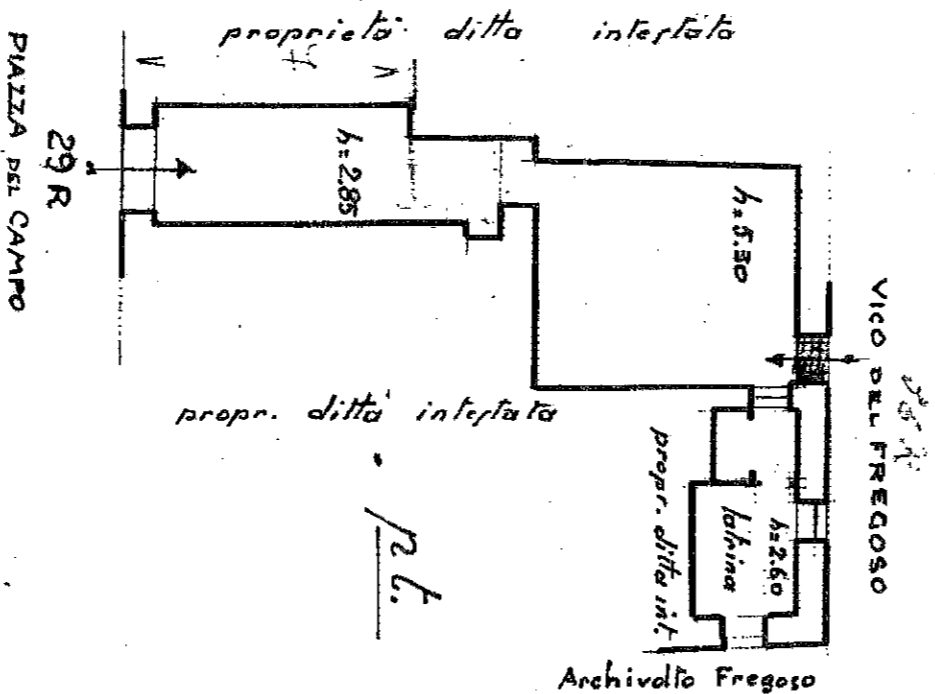 proprietà ditta intestata
PIAZZA DEL CAMPO
29 R
h=2.85
h=5.30
VICO DEL FREGOSO
propr. ditta intestata
propr. ditta int.
latrina
h=2.60
p t.
Archivolto Fregoso